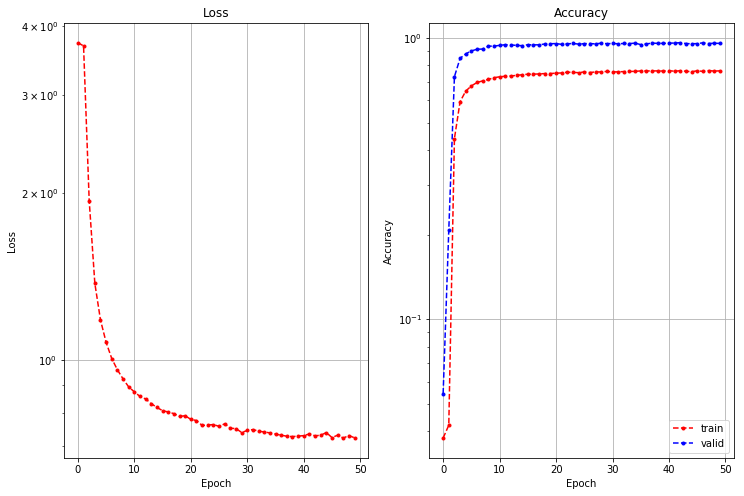 Loss
Accuracy
4 × 10⁰
3 × 10⁰
2 × 10⁰
10⁰
Loss
0 10 20 30 40 50
Epoch
10⁰
10⁻¹
Accuracy
train
valid
0 10 20 30 40 50
Epoch